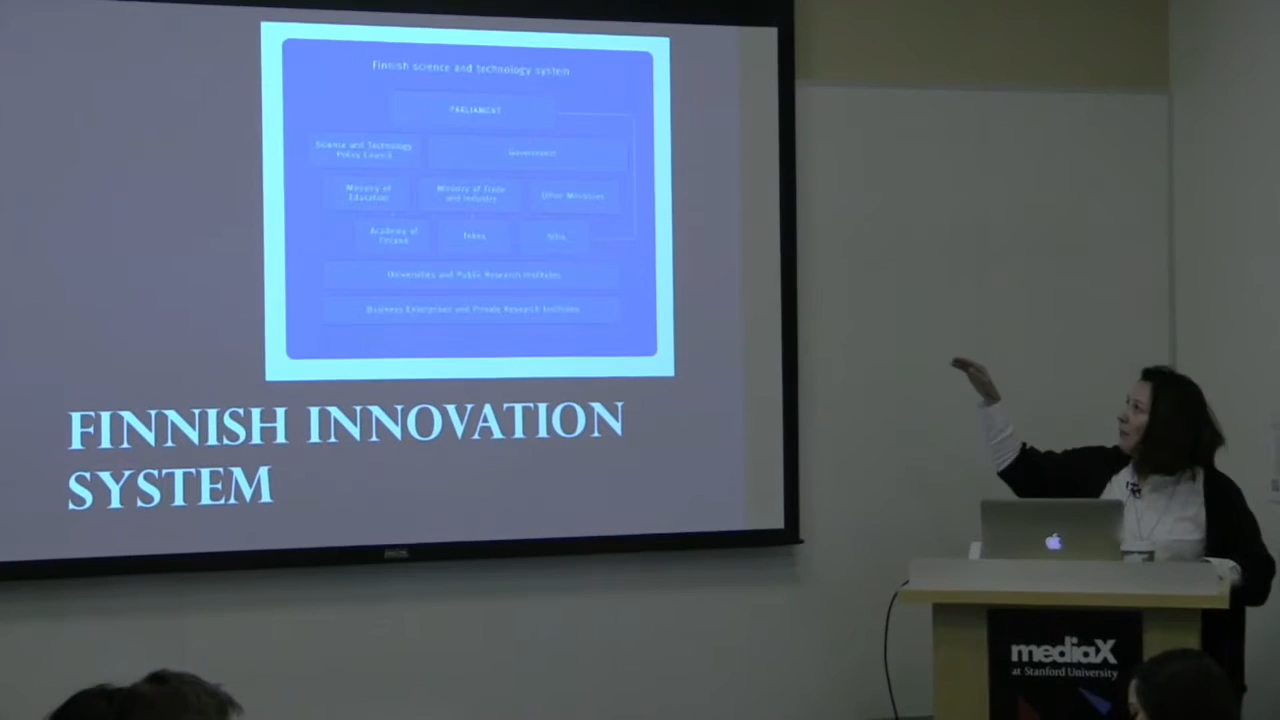 Finnish science and technology system
PARLIAMENT
Science and Technology
Policy Council
Government
Ministry of
Education
Ministry of Trade
and Industry
Other Ministries
Academy of
Finland
Tekes
Sitra
Universities and Public Research Institutes
Business Enterprises and Private Research Institutes
FINNISH INNOVATION
SYSTEM
mediaX
at Stanford University